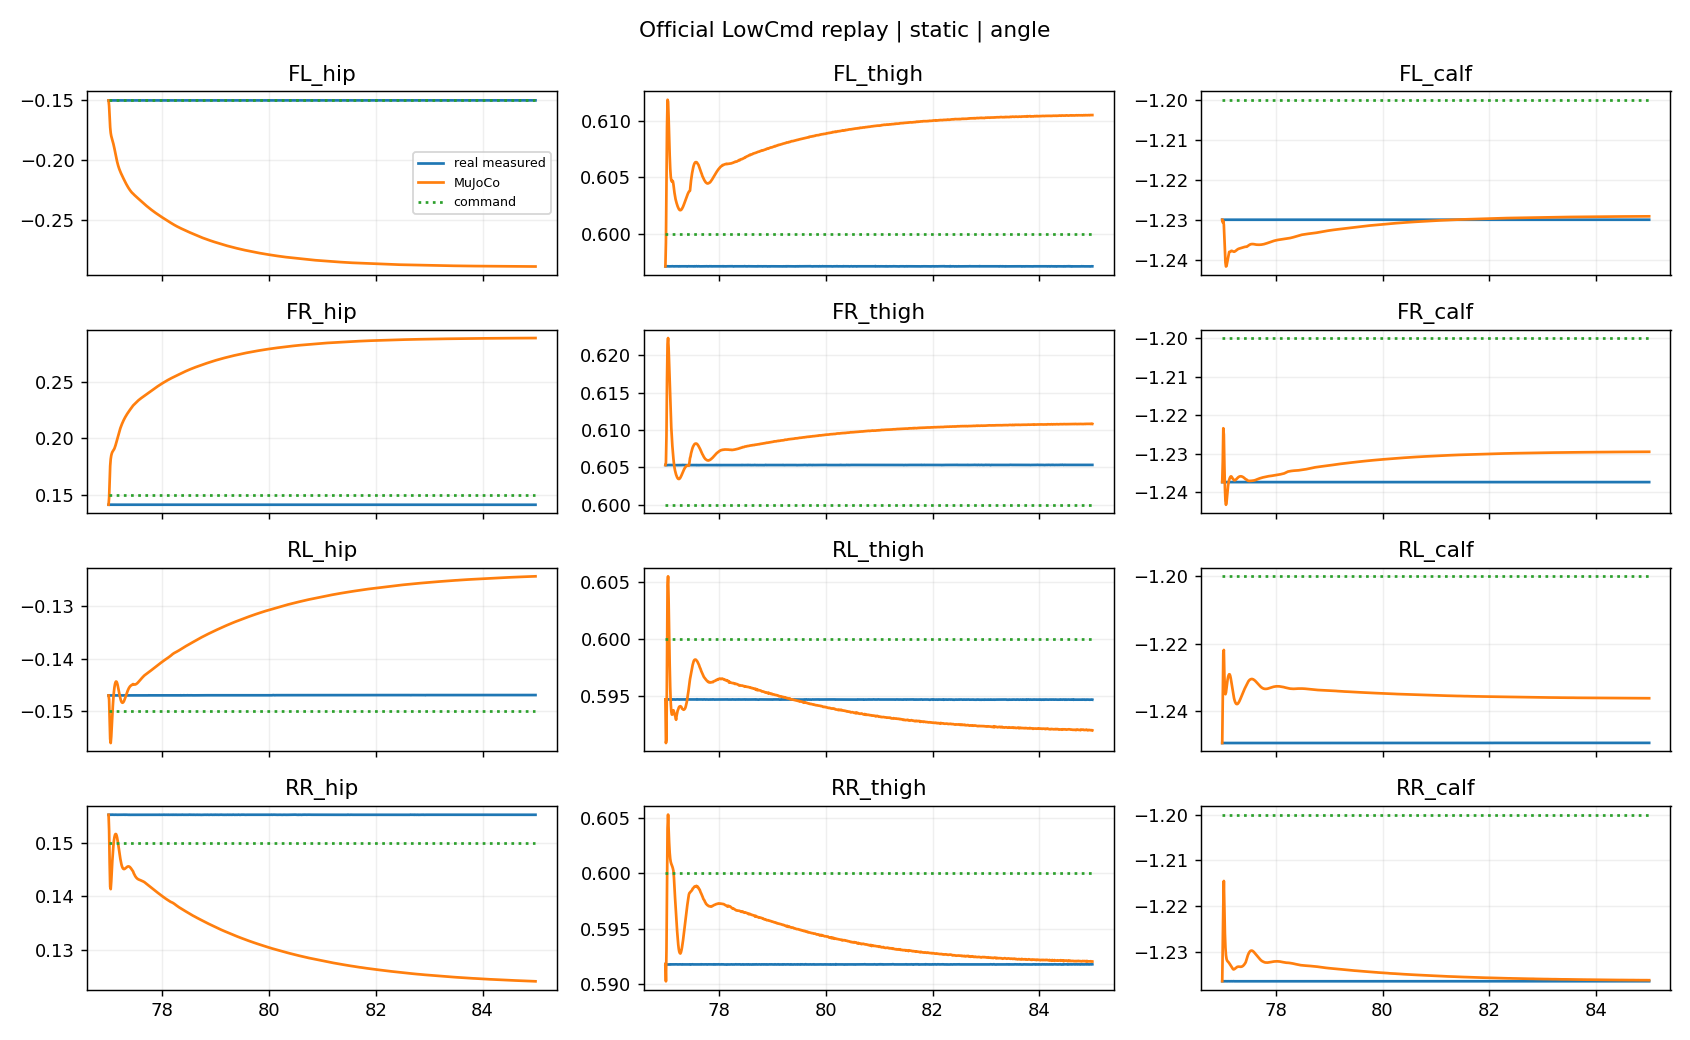 Official LowCmd replay | static | angle
FL_hip
−0.15
−0.20
−0.25
real measured
MuJoCo
command
FL_thigh
0.610
0.605
0.600
FL_calf
−1.20
−1.21
−1.22
−1.23
−1.24
FR_hip
0.25
0.20
0.15
FR_thigh
0.620
0.615
0.610
0.605
0.600
FR_calf
−1.20
−1.21
−1.22
−1.23
−1.24
RL_hip
−0.13
−0.14
−0.15
RL_thigh
0.605
0.600
0.595
RL_calf
−1.20
−1.22
−1.24
RR_hip
0.15
0.14
0.13
78 80 82 84
RR_thigh
0.605
0.600
0.595
0.590
78 80 82 84
RR_calf
−1.20
−1.21
−1.22
−1.23
78 80 82 84